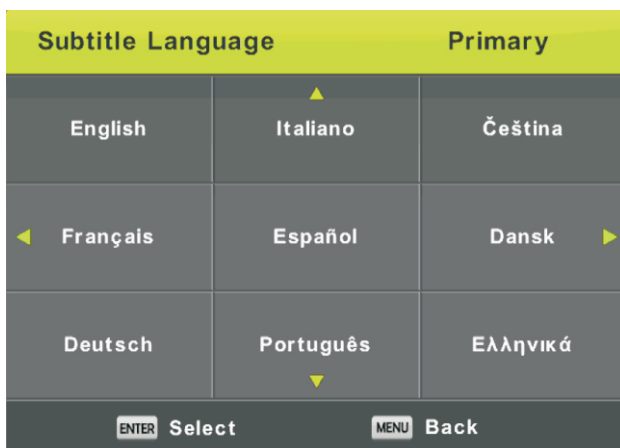 Subtitle Language Primary
English Italiano Čeština
Français Español Dansk
Deutsch Português Ελληνικά
ENTER Select MENU Back